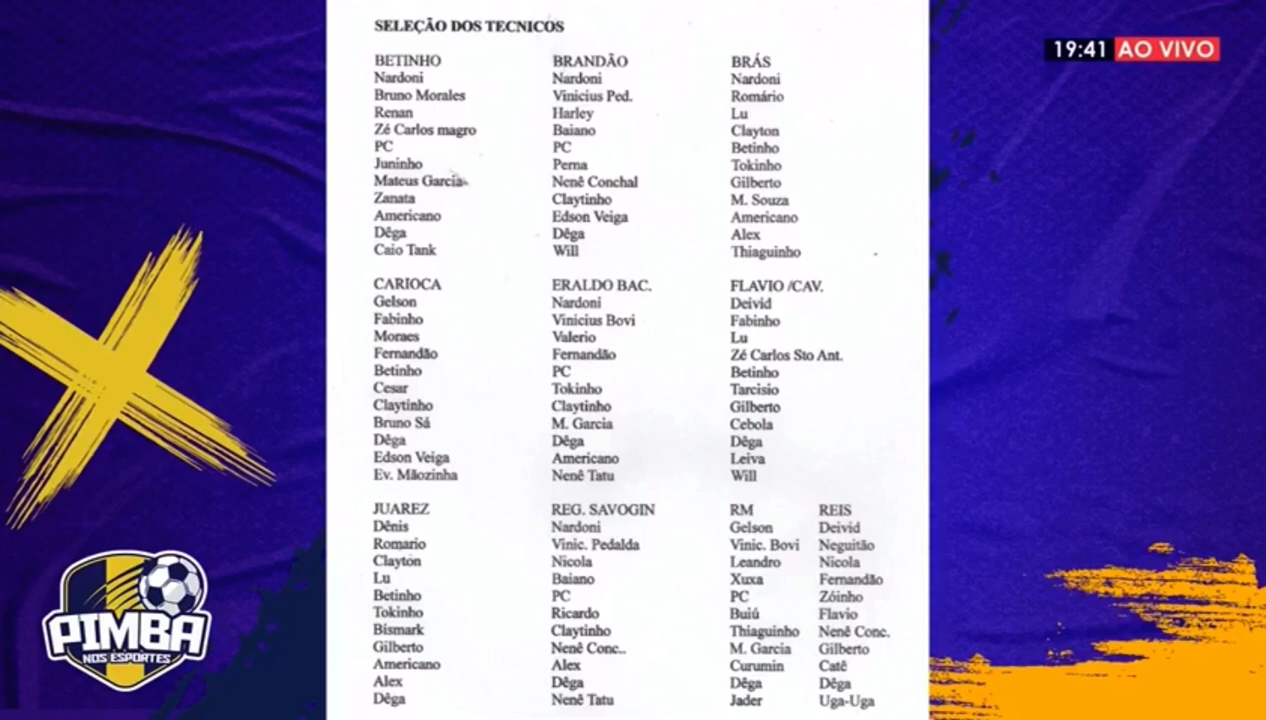 SELEÇÃO DOS TECNICOS
19:41 AO VIVO
BETINHO
Nardoni
Bruno Morales
Renan
Zé Carlos magro
PC
Juninho
Mateus Garcia
Zanata
Americano
Dêga
Caio Tank
BRANDÃO
Nardoni
Vinicius Ped.
Harley
Baiano
PC
Perna
Nenê Conchal
Claytinho
Edson Veiga
Dêga
Will
BRÁS
Nardoni
Romário
Lu
Clayton
Betinho
Tokinho
Gilberto
M. Souza
Americano
Alex
Thiaguinho
CARIOCA
Gelson
Fabinho
Moraes
Fernandão
Betinho
Cesar
Claytinho
Bruno Sá
Dêga
Edson Veiga
Ev. Mãozinha
ERALDO BAC.
Nardoni
Vinicius Bovi
Valerio
Fernandão
PC
Tokinho
Claytinho
M. Garcia
Dêga
Americano
Nenê Tatu
FLAVIO /CAV.
Deivid
Fabinho
Lu
Zé Carlos Sto Ant.
Betinho
Tarcisio
Gilberto
Cebola
Dêga
Leiva
Will
JUAREZ
Dênis
Romario
Clayton
Lu
Betinho
Tokinho
Bismark
Gilberto
Americano
Alex
Dêga
REG. SAVOGIN
Nardoni
Vinic. Pedalda
Nicola
Baiano
PC
Ricardo
Claytinho
Nenê Conc..
Alex
Dêga
Nenê Tatu
RM
Gelson
Vinic. Bovi
Leandro
Xuxa
PC
Buiú
Thiaguinho
M. Garcia
Curumin
Dêga
Jader
REIS
Deivid
Neguitão
Nicola
Fernandão
Zóinho
Flavio
Nenê Conc.
Gilberto
Catê
Dêga
Uga-Uga
PIMBA
NOS ESPORTES